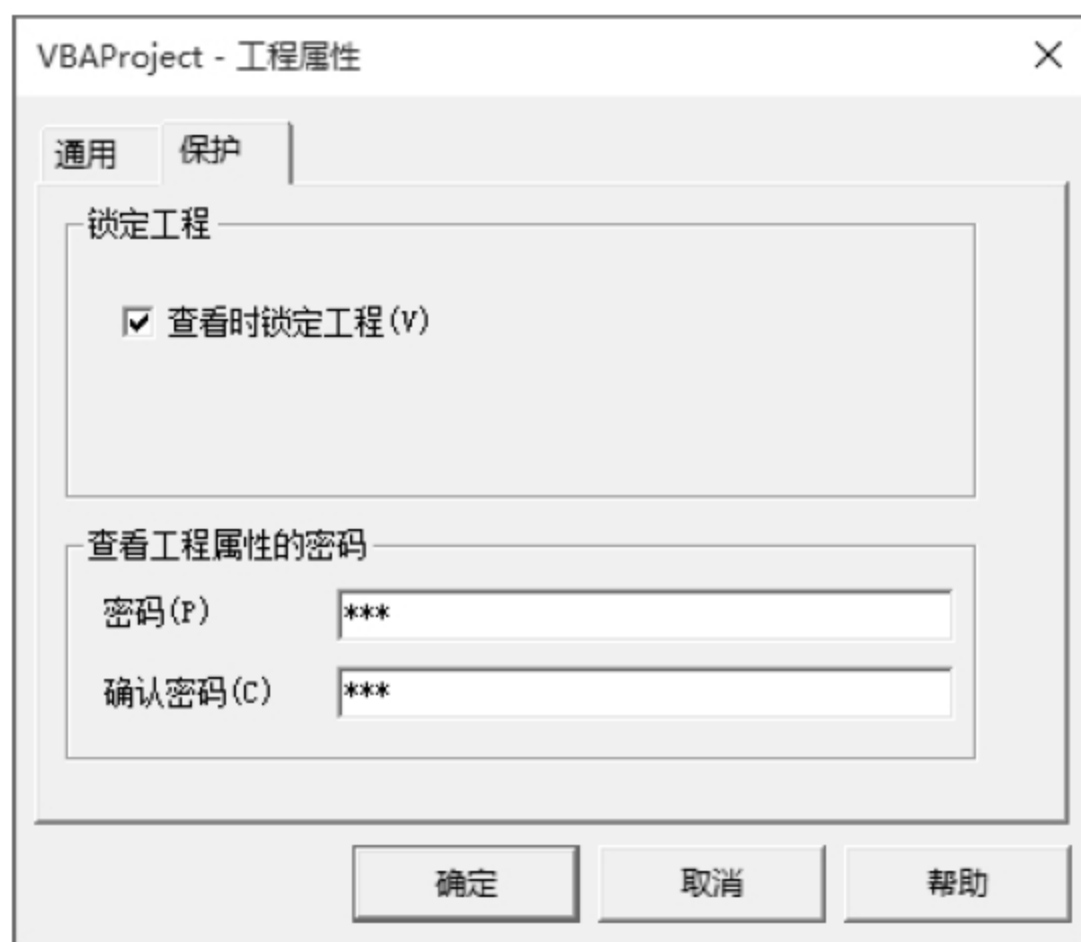 VBAProject - 工程属性
通用 保护
锁定工程
查看时锁定工程(V)
查看工程属性的密码
密码(P) ***
确认密码(C) ***
确定 取消 帮助